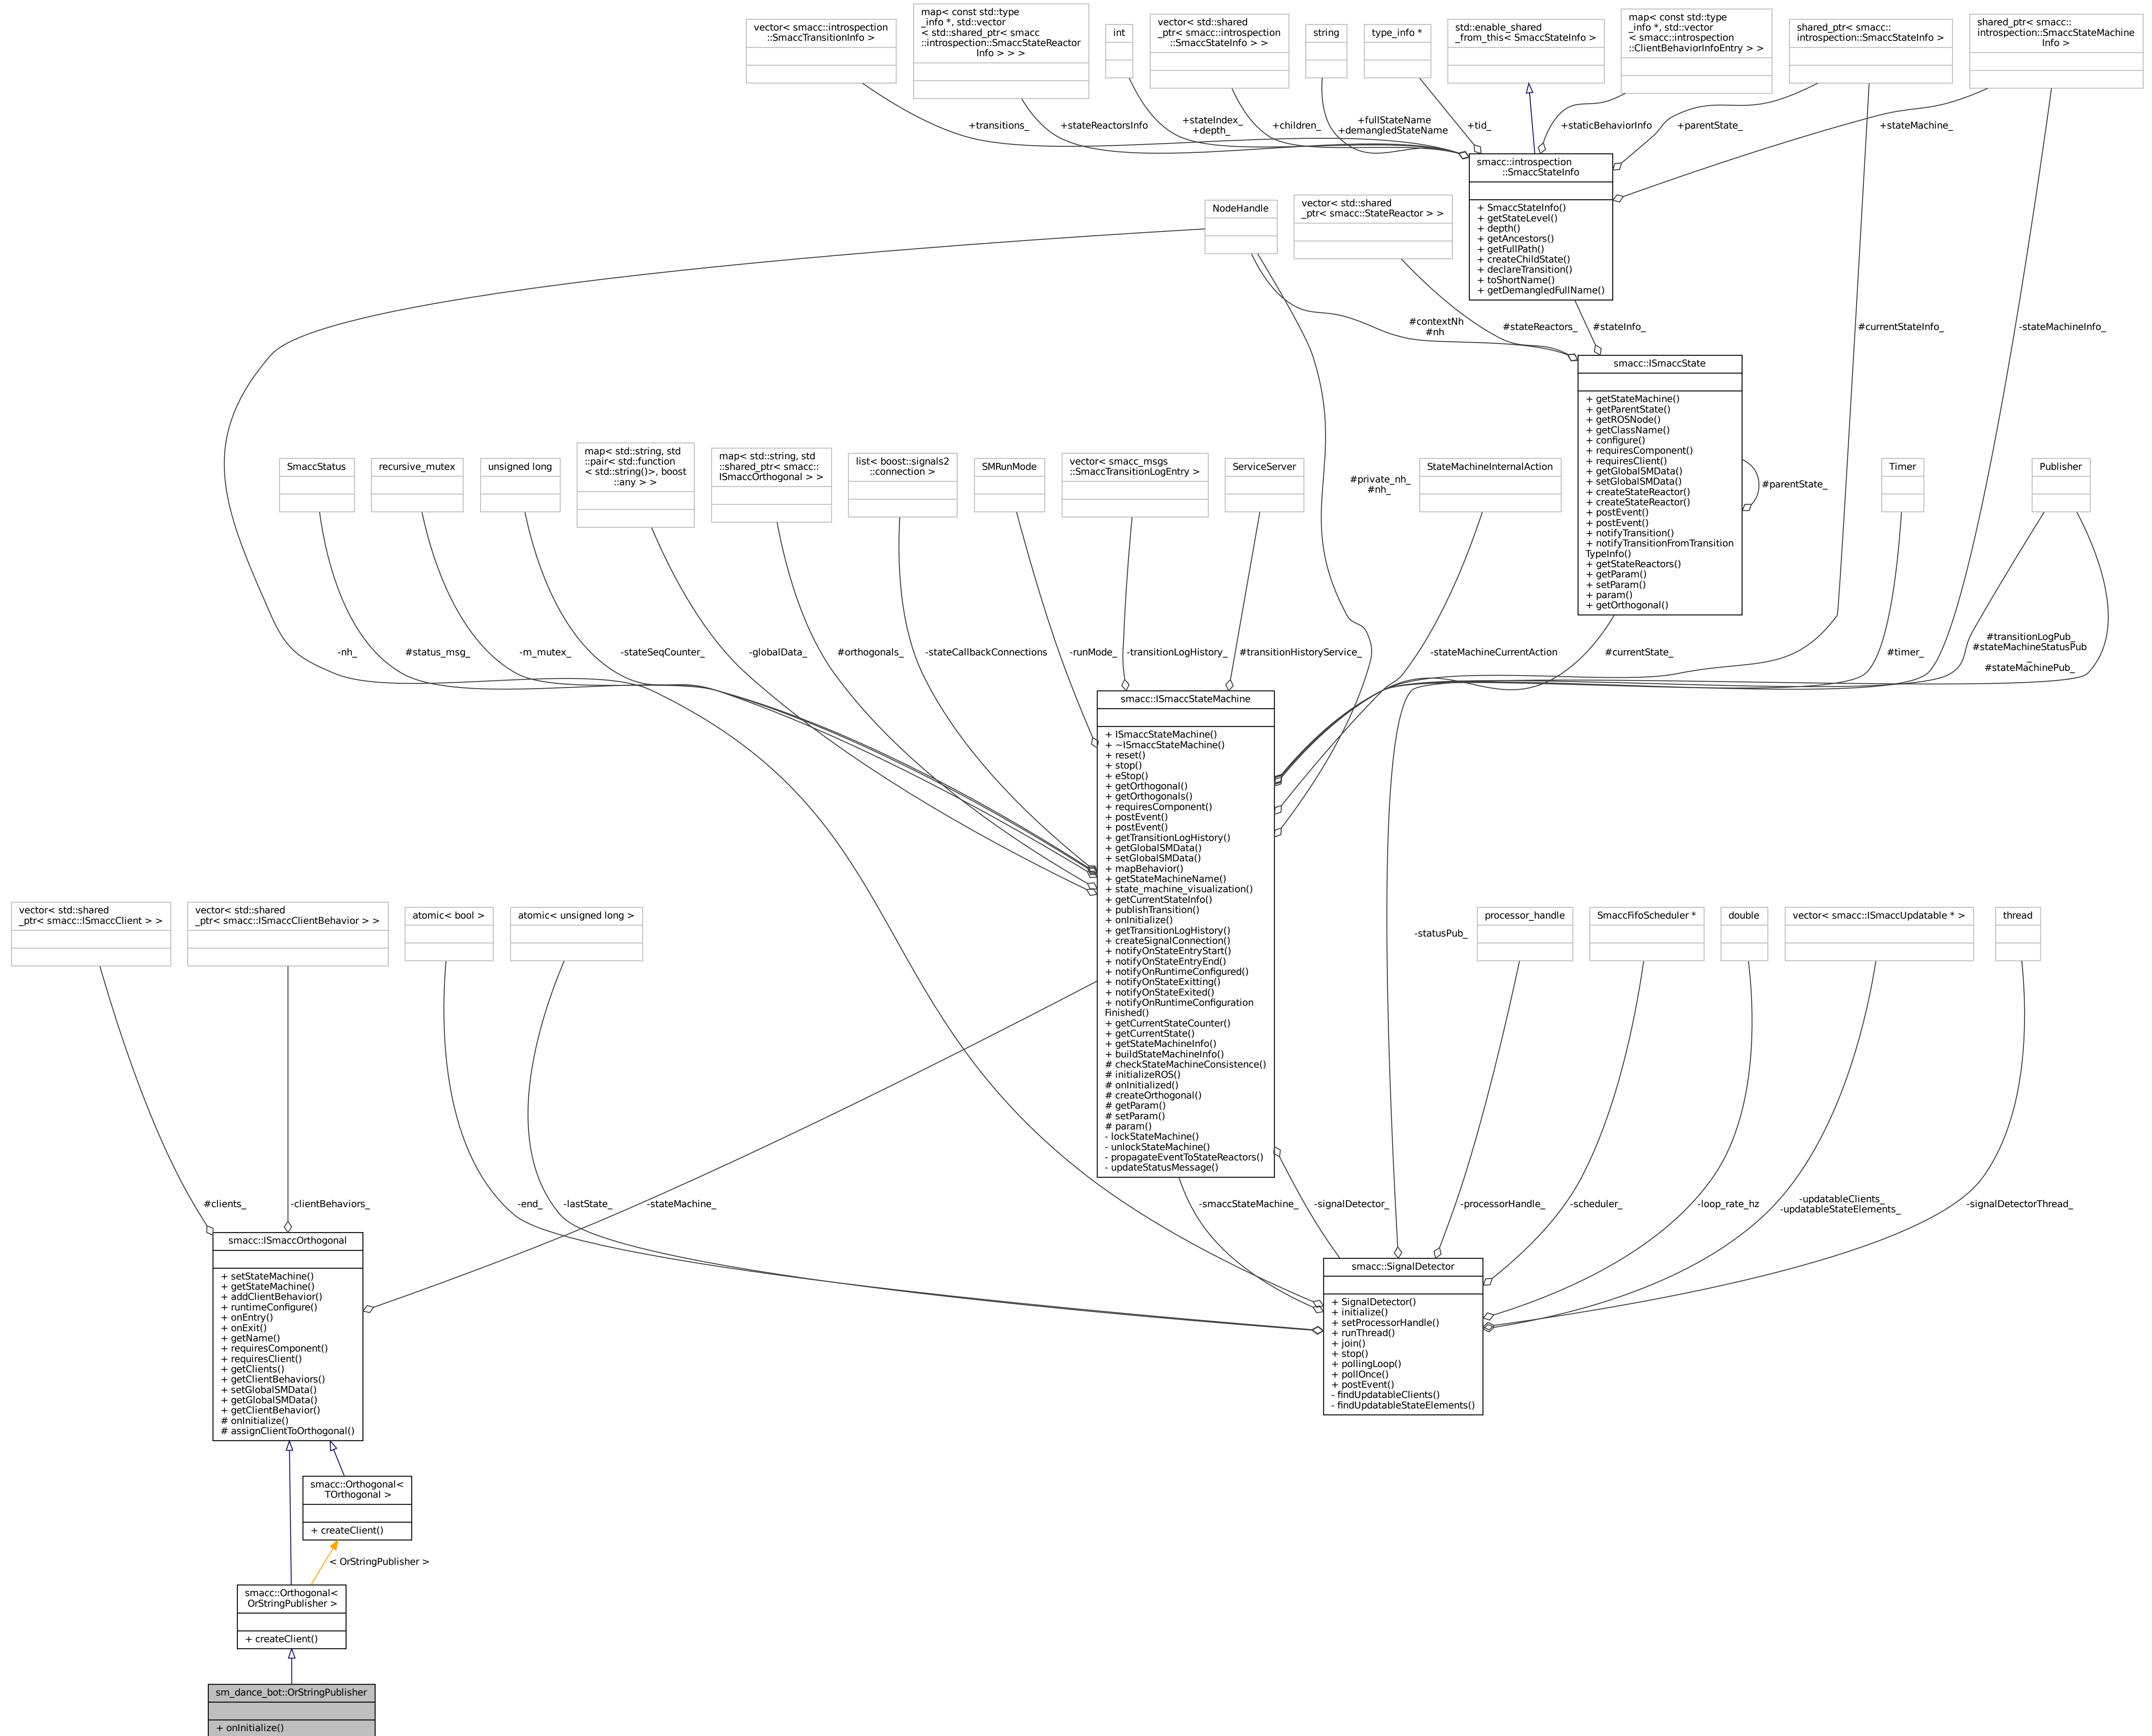 vector< smacc::introspection
::SmaccTransitionInfo >
map< const std::type
_info *, std::vector
< std::shared_ptr< smacc
::introspection::SmaccStateReactor
Info > > >
int
vector< std::shared
_ptr< smacc::introspection
::SmaccStateInfo > >
string
type_info *
std::enable_shared
_from_this< SmaccStateInfo >
map< const std::type
_info *, std::vector
< smacc::introspection
::ClientBehaviorInfoEntry > >
shared_ptr< smacc::
introspection::SmaccStateInfo >
shared_ptr< smacc::
introspection::SmaccStateMachine
Info >
+transitions_
+stateReactorsInfo
+stateIndex_
+depth_
+children_
+fullStateName
+demangledStateName
+tid_
+staticBehaviorInfo
+parentState_
+stateMachine_
smacc::introspection
::SmaccStateInfo
+ SmaccStateInfo()
+ getStateLevel()
+ depth()
+ getAncestors()
+ getFullPath()
+ createChildState()
+ declareTransition()
+ toShortName()
+ getDemangledFullName()
NodeHandle
vector< std::shared
_ptr< smacc::StateReactor > >
#contextNh
#nh
#stateReactors_
#stateInfo_
#currentStateInfo_
-stateMachineInfo_
smacc::ISmaccState
+ getStateMachine()
+ getParentState()
+ getROSNode()
+ getClassName()
+ configure()
+ requiresComponent()
+ requiresClient()
+ getGlobalSMData()
+ setGlobalSMData()
+ createStateReactor()
+ createStateReactor()
+ postEvent()
+ postEvent()
+ notifyTransition()
+ notifyTransitionFromTransition
TypeInfo()
+ getStateReactors()
+ getParam()
+ setParam()
+ param()
+ getOrthogonal()
#parentState_
SmaccStatus
recursive_mutex
unsigned long
map< std::string, std
::pair< std::function
< std::string()>, boost
::any > >
map< std::string, std
::shared_ptr< smacc::
ISmaccOrthogonal > >
list< boost::signals2
::connection >
SMRunMode
vector< smacc_msgs
::SmaccTransitionLogEntry >
ServiceServer
#private_nh_
#nh_
StateMachineInternalAction
Timer
Publisher
-nh_
#status_msg_
-m_mutex_
-stateSeqCounter_
-globalData_
#orthogonals_
-stateCallbackConnections
-runMode_
-transitionLogHistory_
#transitionHistoryService_
-stateMachineCurrentAction
#currentState_
#timer_
#transitionLogPub_
#stateMachineStatusPub
_
#stateMachinePub_
smacc::ISmaccStateMachine
+ ISmaccStateMachine()
+ ~ISmaccStateMachine()
+ reset()
+ stop()
+ eStop()
+ getOrthogonal()
+ getOrthogonals()
+ requiresComponent()
+ postEvent()
+ postEvent()
+ getTransitionLogHistory()
+ getGlobalSMData()
+ setGlobalSMData()
+ mapBehavior()
+ getStateMachineName()
+ state_machine_visualization()
+ getCurrentStateInfo()
+ publishTransition()
+ onInitialize()
+ getTransitionLogHistory()
+ createSignalConnection()
+ notifyOnStateEntryStart()
+ notifyOnStateEntryEnd()
+ notifyOnRuntimeConfigured()
+ notifyOnStateExitting()
+ notifyOnStateExited()
+ notifyOnRuntimeConfiguration
Finished()
+ getCurrentStateCounter()
+ getCurrentState()
+ getStateMachineInfo()
+ buildStateMachineInfo()
# checkStateMachineConsistence()
# initializeROS()
# onInitialized()
# createOrthogonal()
# getParam()
# setParam()
# param()
- lockStateMachine()
- unlockStateMachine()
- propagateEventToStateReactors()
- updateStatusMessage()
vector< std::shared
_ptr< smacc::ISmaccClient > >
vector< std::shared
_ptr< smacc::ISmaccClientBehavior > >
atomic< bool >
atomic< unsigned long >
-statusPub_
processor_handle
SmaccFifoScheduler *
double
vector< smacc::ISmaccUpdatable * >
thread
#clients_
-clientBehaviors_
-end_
-lastState_
-stateMachine_
-smaccStateMachine_
-signalDetector_
-processorHandle_
-scheduler_
-loop_rate_hz
-updatableClients_
-updatableStateElements_
-signalDetectorThread_
smacc::ISmaccOrthogonal
+ setStateMachine()
+ getStateMachine()
+ addClientBehavior()
+ runtimeConfigure()
+ onEntry()
+ onExit()
+ getName()
+ requiresComponent()
+ requiresClient()
+ getClients()
+ getClientBehaviors()
+ setGlobalSMData()
+ getGlobalSMData()
+ getClientBehavior()
# onInitialize()
# assignClientToOrthogonal()
smacc::SignalDetector
+ SignalDetector()
+ initialize()
+ setProcessorHandle()
+ runThread()
+ join()
+ stop()
+ pollingLoop()
+ pollOnce()
+ postEvent()
- findUpdatableClients()
- findUpdatableStateElements()
smacc::Orthogonal<
TOrthogonal >
+ createClient()
< OrStringPublisher >
smacc::Orthogonal<
OrStringPublisher >
+ createClient()
sm_dance_bot::OrStringPublisher
+ onInitialize()